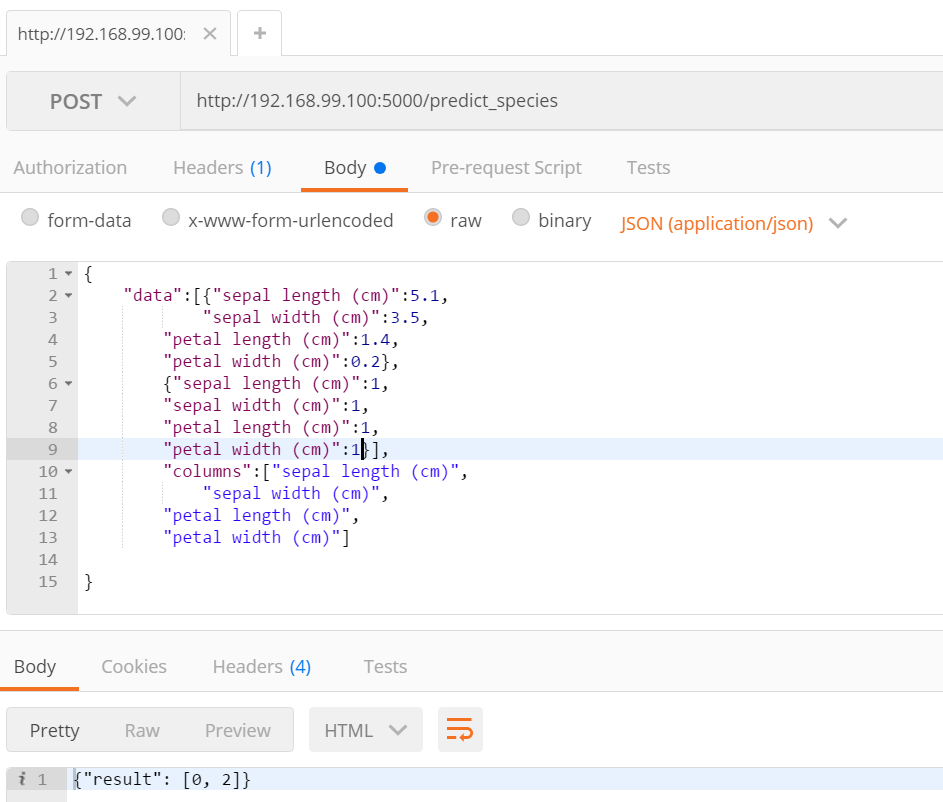 http://192.168.99.100:
POST http://192.168.99.100:5000/predict_species
Authorization Headers (1) Body Pre-request Script Tests
form-data x-www-form-urlencoded raw binary JSON (application/json)
1 {
2 "data":[{"sepal length (cm)":5.1,
3 "sepal width (cm)":3.5,
4 "petal length (cm)":1.4,
5 "petal width (cm)":0.2},
6 {"sepal length (cm)":1,
7 "sepal width (cm)":1,
8 "petal length (cm)":1,
9 "petal width (cm)":1}],
10 "columns":["sepal length (cm)",
11 "sepal width (cm)",
12 "petal length (cm)",
13 "petal width (cm)"]
14
15 }
Body Cookies Headers (4) Tests
Pretty Raw Preview HTML
i 1 {"result": [0, 2]}